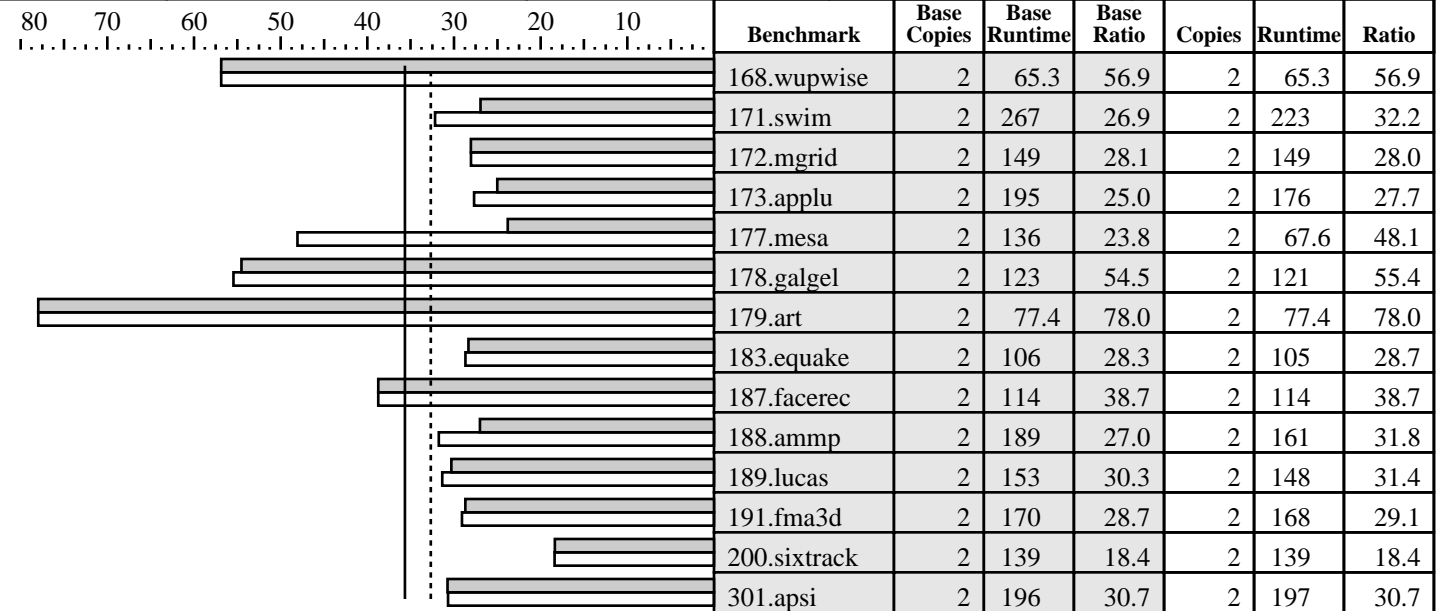 80 70 60 50 40 30 20 10
Benchmark Base Copies Base Runtime Base Ratio Copies Runtime Ratio
168.wupwise 2 65.3 56.9 2 65.3 56.9
171.swim 2 267 26.9 2 223 32.2
172.mgrid 2 149 28.1 2 149 28.0
173.applu 2 195 25.0 2 176 27.7
177.mesa 2 136 23.8 2 67.6 48.1
178.galgel 2 123 54.5 2 121 55.4
179.art 2 77.4 78.0 2 77.4 78.0
183.equake 2 106 28.3 2 105 28.7
187.facerec 2 114 38.7 2 114 38.7
188.ammp 2 189 27.0 2 161 31.8
189.lucas 2 153 30.3 2 148 31.4
191.fma3d 2 170 28.7 2 168 29.1
200.sixtrack 2 139 18.4 2 139 18.4
301.apsi 2 196 30.7 2 197 30.7